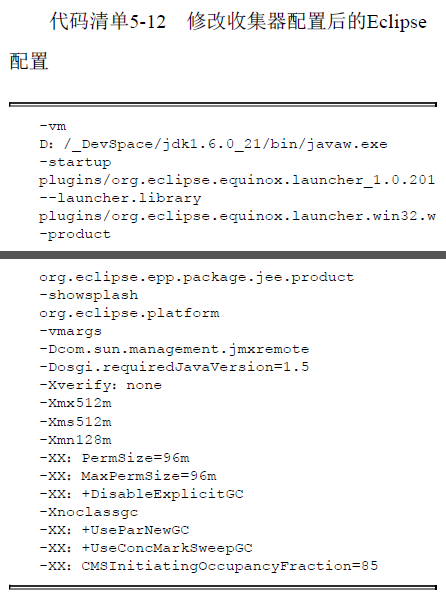 代码清单5-12 修改收集器配置后的Eclipse
配置
-vm
D：/_DevSpace/jdk1.6.0_21/bin/javaw.exe
-startup
plugins/org.eclipse.equinox.launcher_1.0.201
--launcher.library
plugins/org.eclipse.equinox.launcher.win32.w
-product
org.eclipse.epp.package.jee.product
-showsplash
org.eclipse.platform
-vmargs
-Dcom.sun.management.jmxremote
-Dosgi.requiredJavaVersion=1.5
-Xverify：none
-Xmx512m
-Xms512m
-Xmn128m
-XX：PermSize=96m
-XX：MaxPermSize=96m
-XX：+DisableExplicitGC
-Xnoclassgc
-XX：+UseParNewGC
-XX：+UseConcMarkSweepGC
-XX：CMSInitiatingOccupancyFraction=85